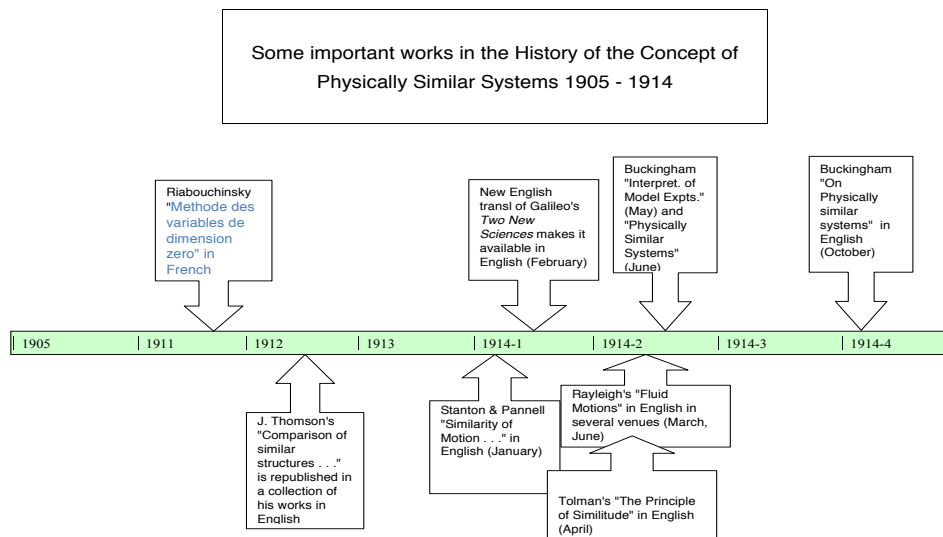 Some important works in the History of the Concept of
Physically Similar Systems 1905 - 1914
Riabouchinsky
"Methode des
variables de
dimension
zero" in
French
New English
transl of Galileo's
Two New
Sciences makes it
available in
English (February)
Buckingham
"Interpret. of
Model Expts."
(May) and
"Physically
Similar
Systems"
(June)
Buckingham
"On
Physically
similar
systems" in
English
(October)
1905
1911
1912
1913
1914-1
1914-2
1914-3
1914-4
J. Thomson's
"Comparison of
similar
structures . . ."
is republished in
a collection of
his works in
English
Stanton & Pannell
"Similarity of
Motion . . ." in
English (January)
Rayleigh's "Fluid
Motions" in English in
several venues (March,
June)
Tolman's "The Principle
of Similitude" in English
(April)